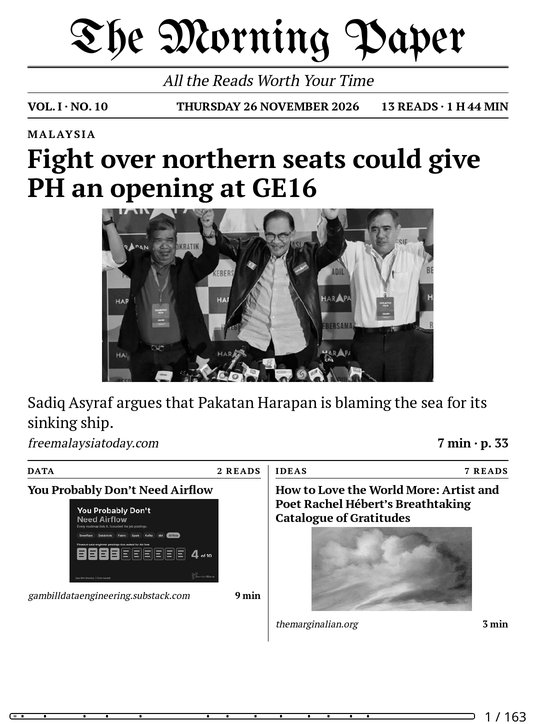 The Morning Paper
All the Reads Worth Your Time
VOL. I · NO. 10
THURSDAY 26 NOVEMBER 2026
13 READS · 1 H 44 MIN
MALAYSIA
Fight over northern seats could give
PH an opening at GE16
Sadiq Asyraf argues that Pakatan Harapan is blaming the sea for its
sinking ship.
freemalaysiatoday.com
7 min · p. 33
DATA
2 READS
You Probably Don’t Need Airflow
You Probably Don't
Need Airflow
4 of 10
gambilldataengineering.substack.com
9 min
IDEAS
7 READS
How to Love the World More: Artist and
Poet Rachel Hébert’s Breathtaking
Catalogue of Gratitudes
themarginalian.org
3 min
1 / 163